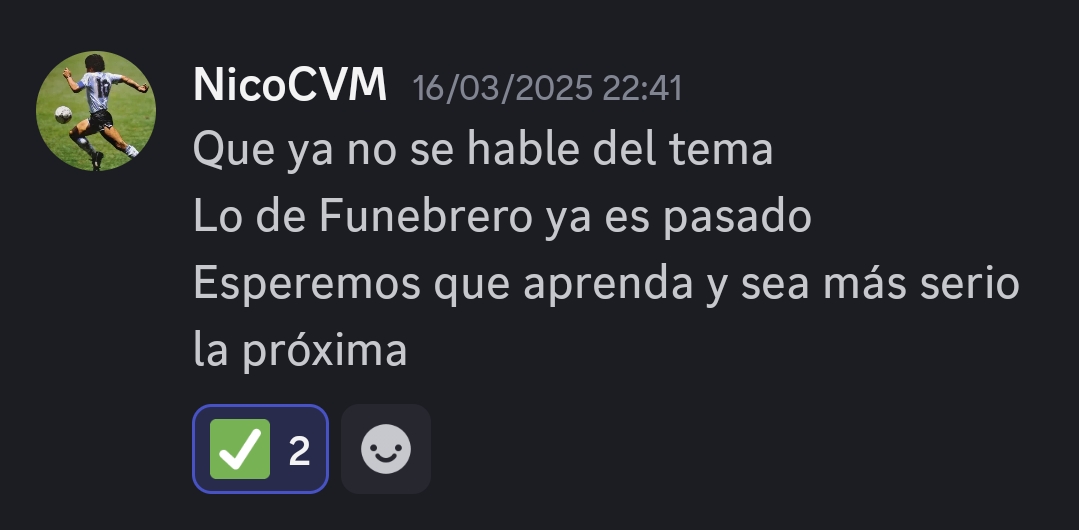 NicoCVM 16/03/2025 22:41
Que ya no se hable del tema
Lo de Funebrero ya es pasado
Esperemos que aprenda y sea más serio
la próxima
✅ 2